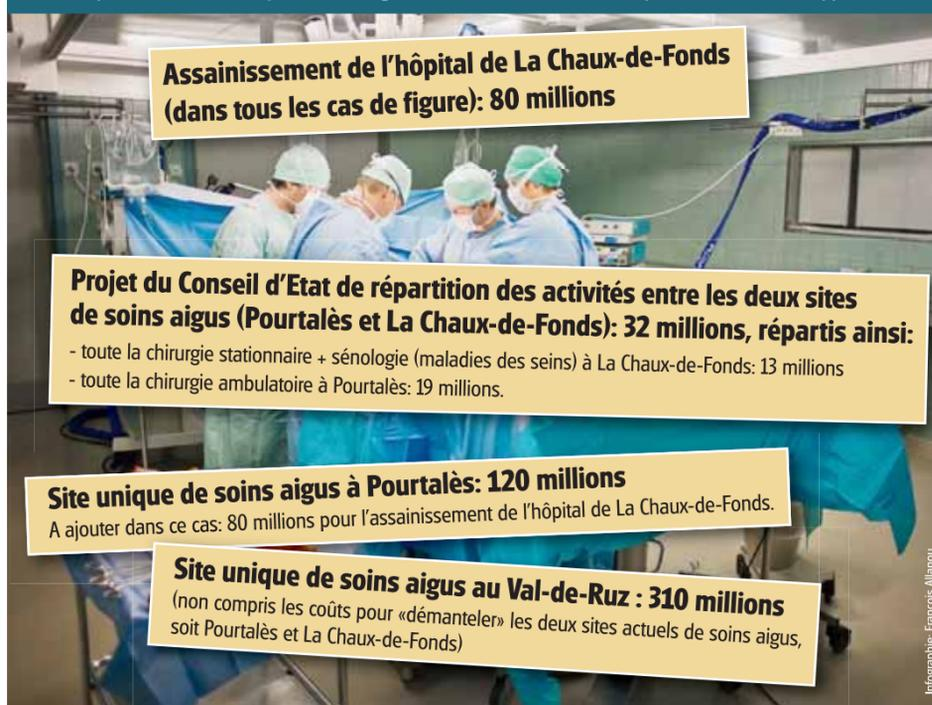 Assainissement de l'hôpital de La Chaux-de-Fonds
(dans tous les cas de figure): 80 millions
Projet du Conseil d'Etat de répartition des activités entre les deux sites
de soins aigus (Pourtalès et La Chaux-de-Fonds): 32 millions, répartis ainsi:
- toute la chirurgie stationnaire + sénologie (maladies des seins) à La Chaux-de-Fonds: 13 millions
- toute la chirurgie ambulatoire à Pourtalès: 19 millions.
Site unique de soins aigus à Pourtalès: 120 millions
A ajouter dans ce cas: 80 millions pour l'assainissement de l'hôpital de La Chaux-de-Fonds.
Site unique de soins aigus au Val-de-Ruz : 310 millions
(non compris les coûts pour «démanteler» les deux sites actuels de soins aigus,
soit Pourtalès et La Chaux-de-Fonds)
Infographie: François Allanou